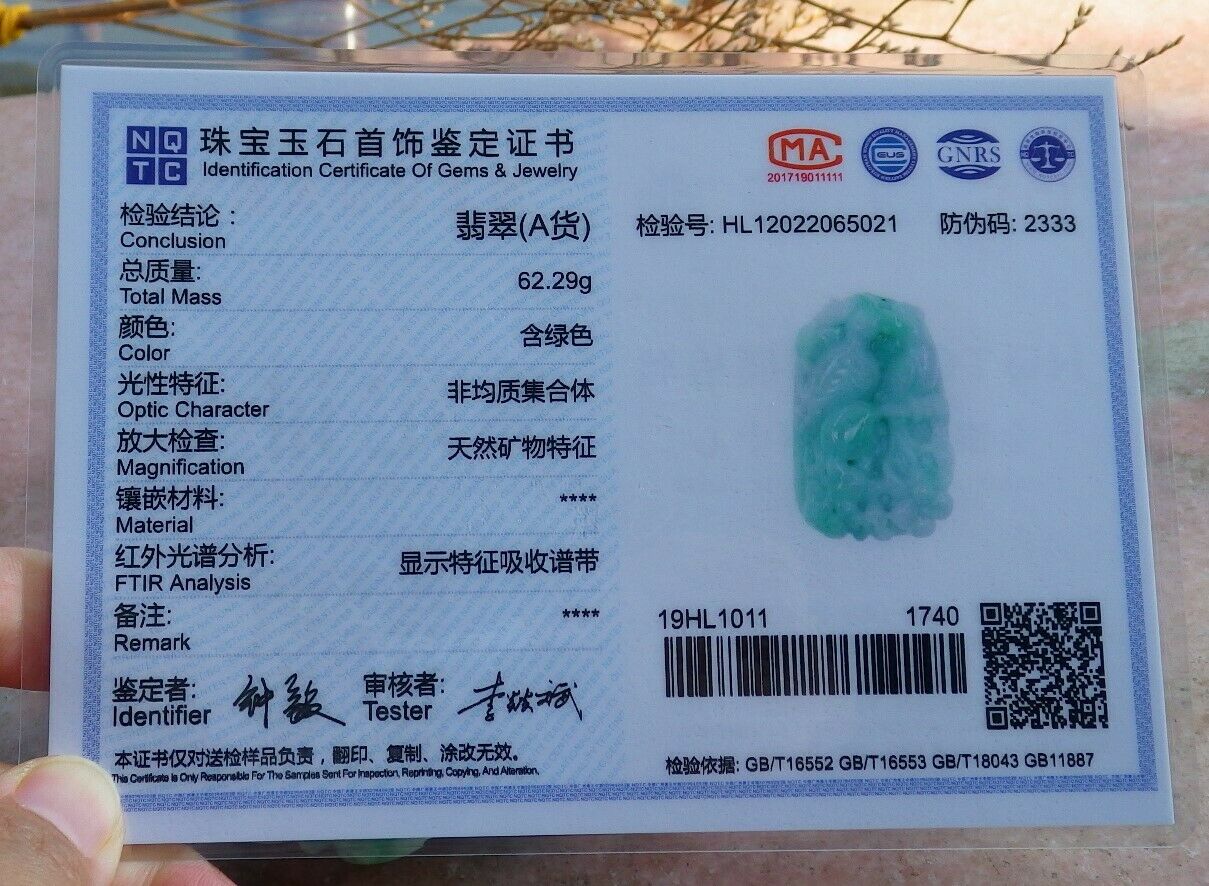 NQ
TC
珠宝玉石首饰鉴定证书
Identification Certificate Of Gems & Jewelry
MA
201719011111
GNRS
检验结论：
Conclusion
翡翠(A货)
检验号: HL12022065021
防伪码: 2333
总质量:
Total Mass
62.29g
颜色:
Color
含绿色
光性特征:
Optic Character
非均质集合体
放大检查:
Magnification
天然矿物特征
镶嵌材料:
Material
****
红外光谱分析:
FTIR Analysis
显示特征吸收谱带
备注:
Remark
****
19HL1011
1740
鉴定者:
Identifier
审核者:
Tester
本证书仅对送检样品负责，翻印、复制、涂改无效。
This Certificate is Only Responsible For The Samples Sent For Inspection, Reprinting, Copying, And Alteration,
检验依据: GB/T16552 GB/T16553 GB/T18043 GB11887